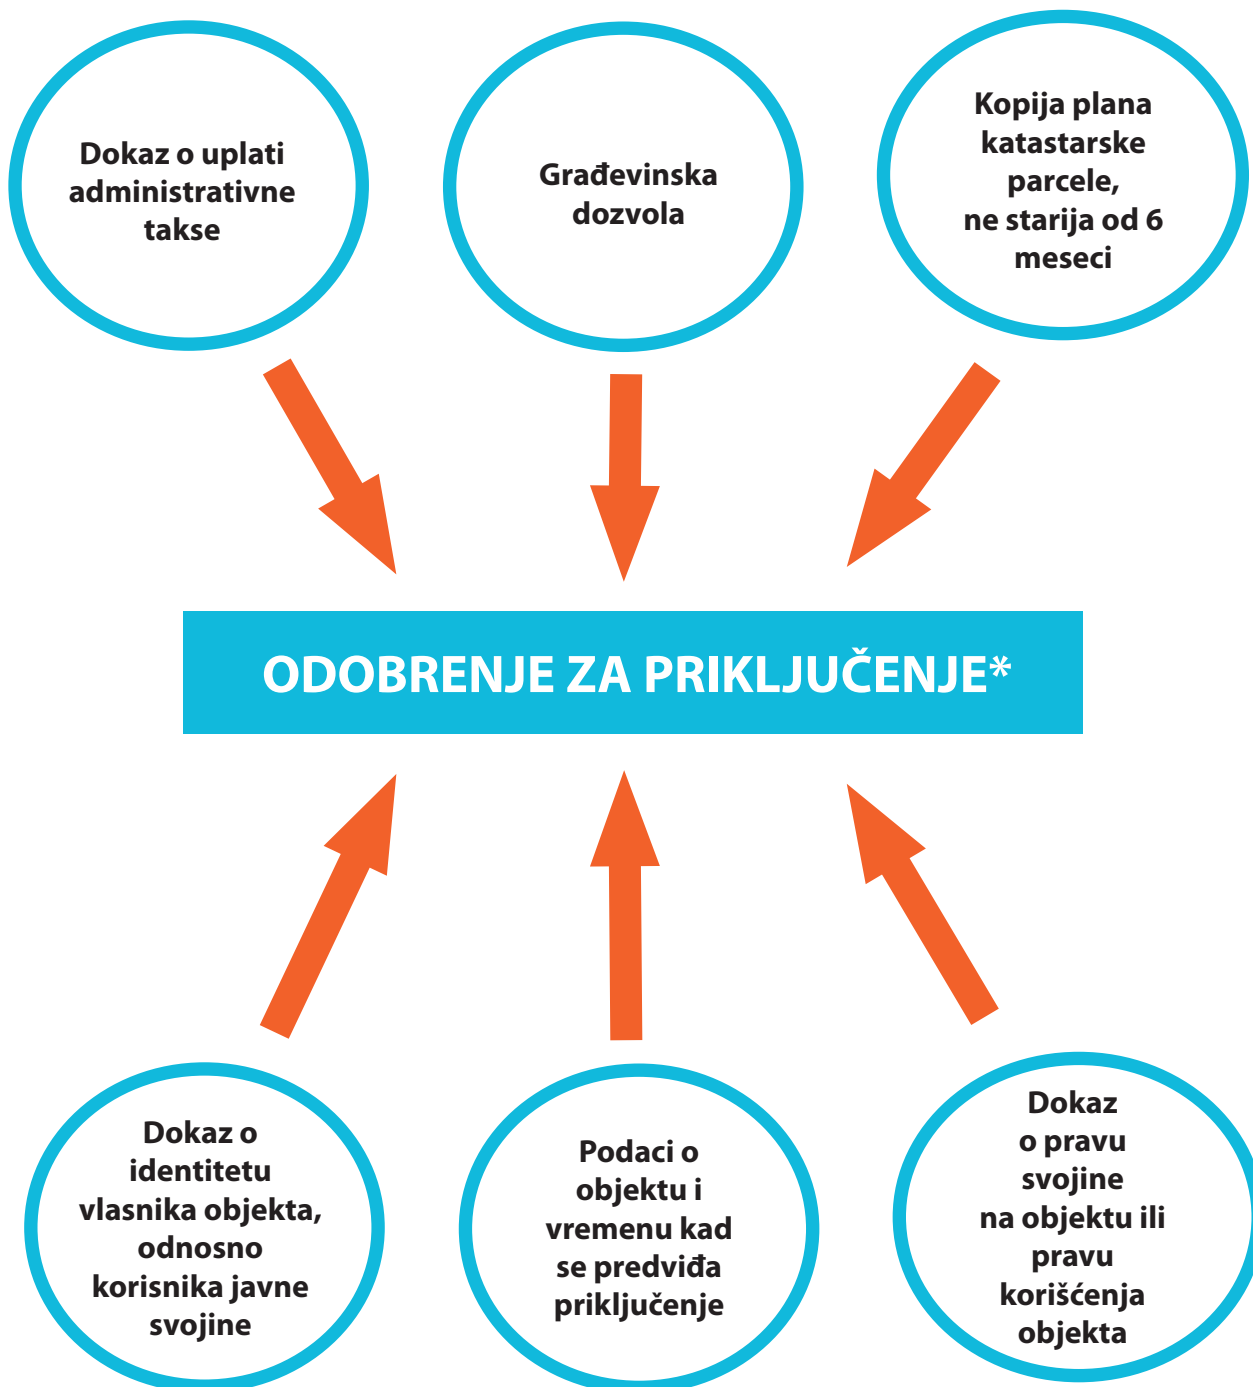 Dokaz o uplati
administrativne
takse
Građevinska
dozvola
Kopija plana
katastarske
parcele,
ne starija od 6
meseci
ODOBRENJE ZA PRIKLJUČENJE*
Dokaz o
identitetu
vlasnika objekta,
odnosno
korisnika javne
svojine
Podaci o
objektu i
vremenu kad
se predviđa
priključenje
Dokaz
o pravu
svojine
na objektu ili
pravu
korišćenja
objekta